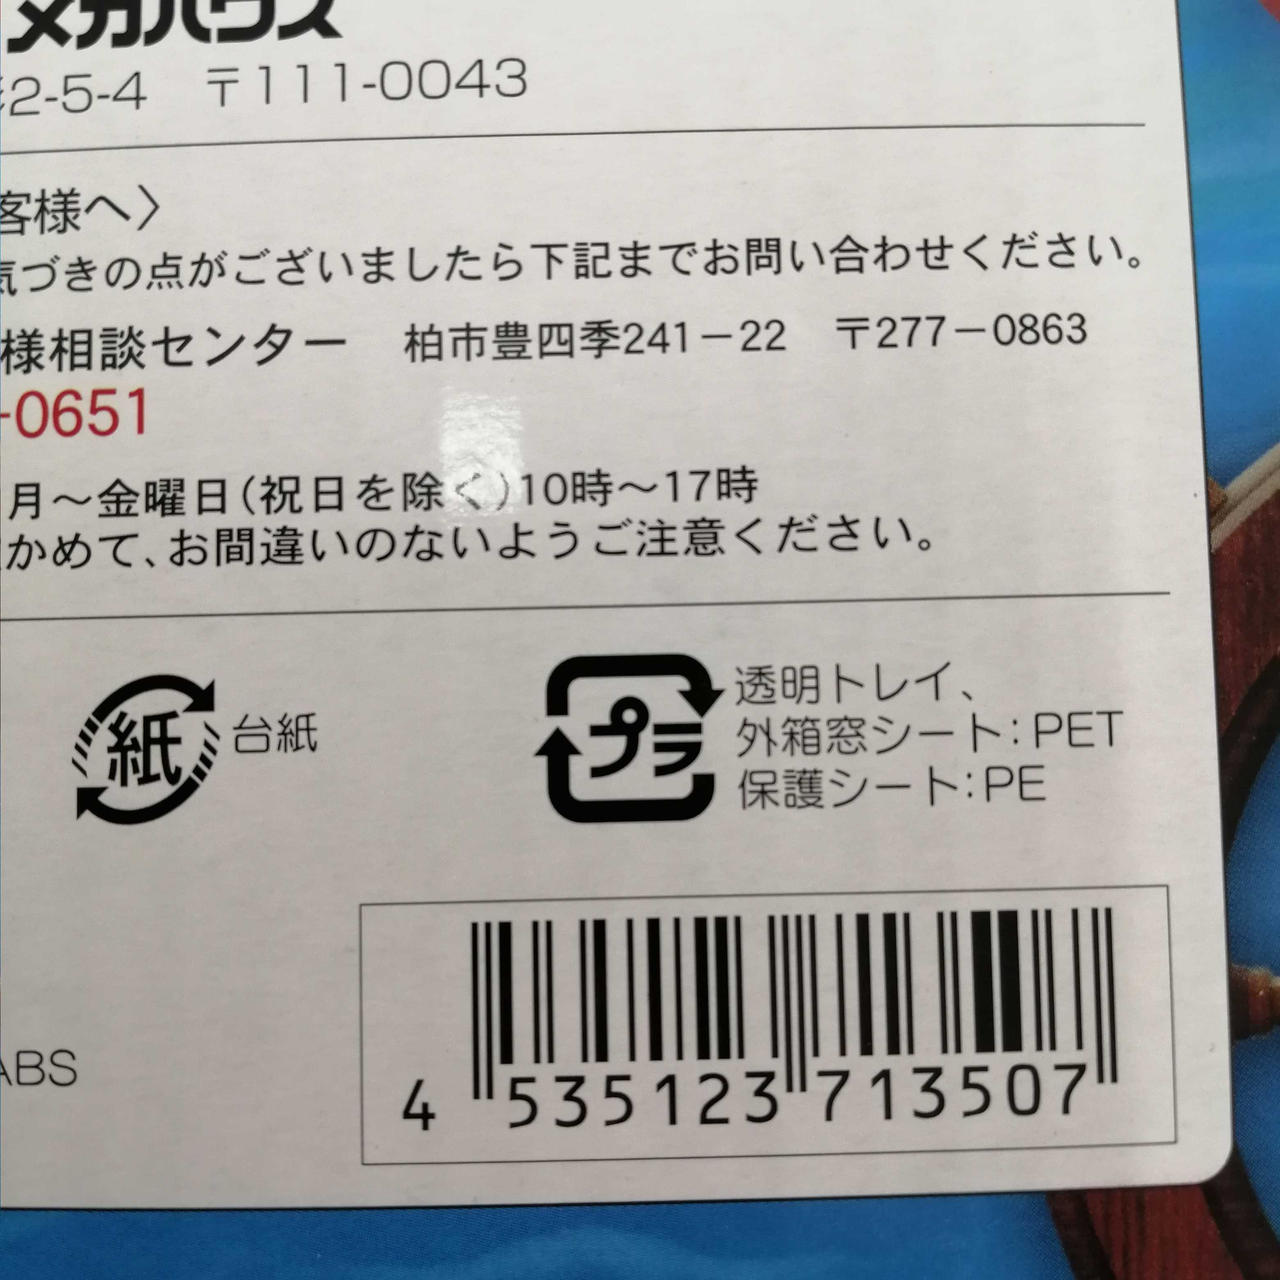 メガハウス
2-5-4 〒111-0043
客様へ〉
気づきの点がございましたら下記までお問い合わせください。
様相談センター 柏市豊四季241－22 〒277－0863
-0651
月～金曜日(祝日を除く)10時～17時
かめて、お間違いのないようご注意ください。
紙 台紙
プラ 透明トレイ、
外箱窓シート：PET
保護シート：PE
ABS
4 535123 713507